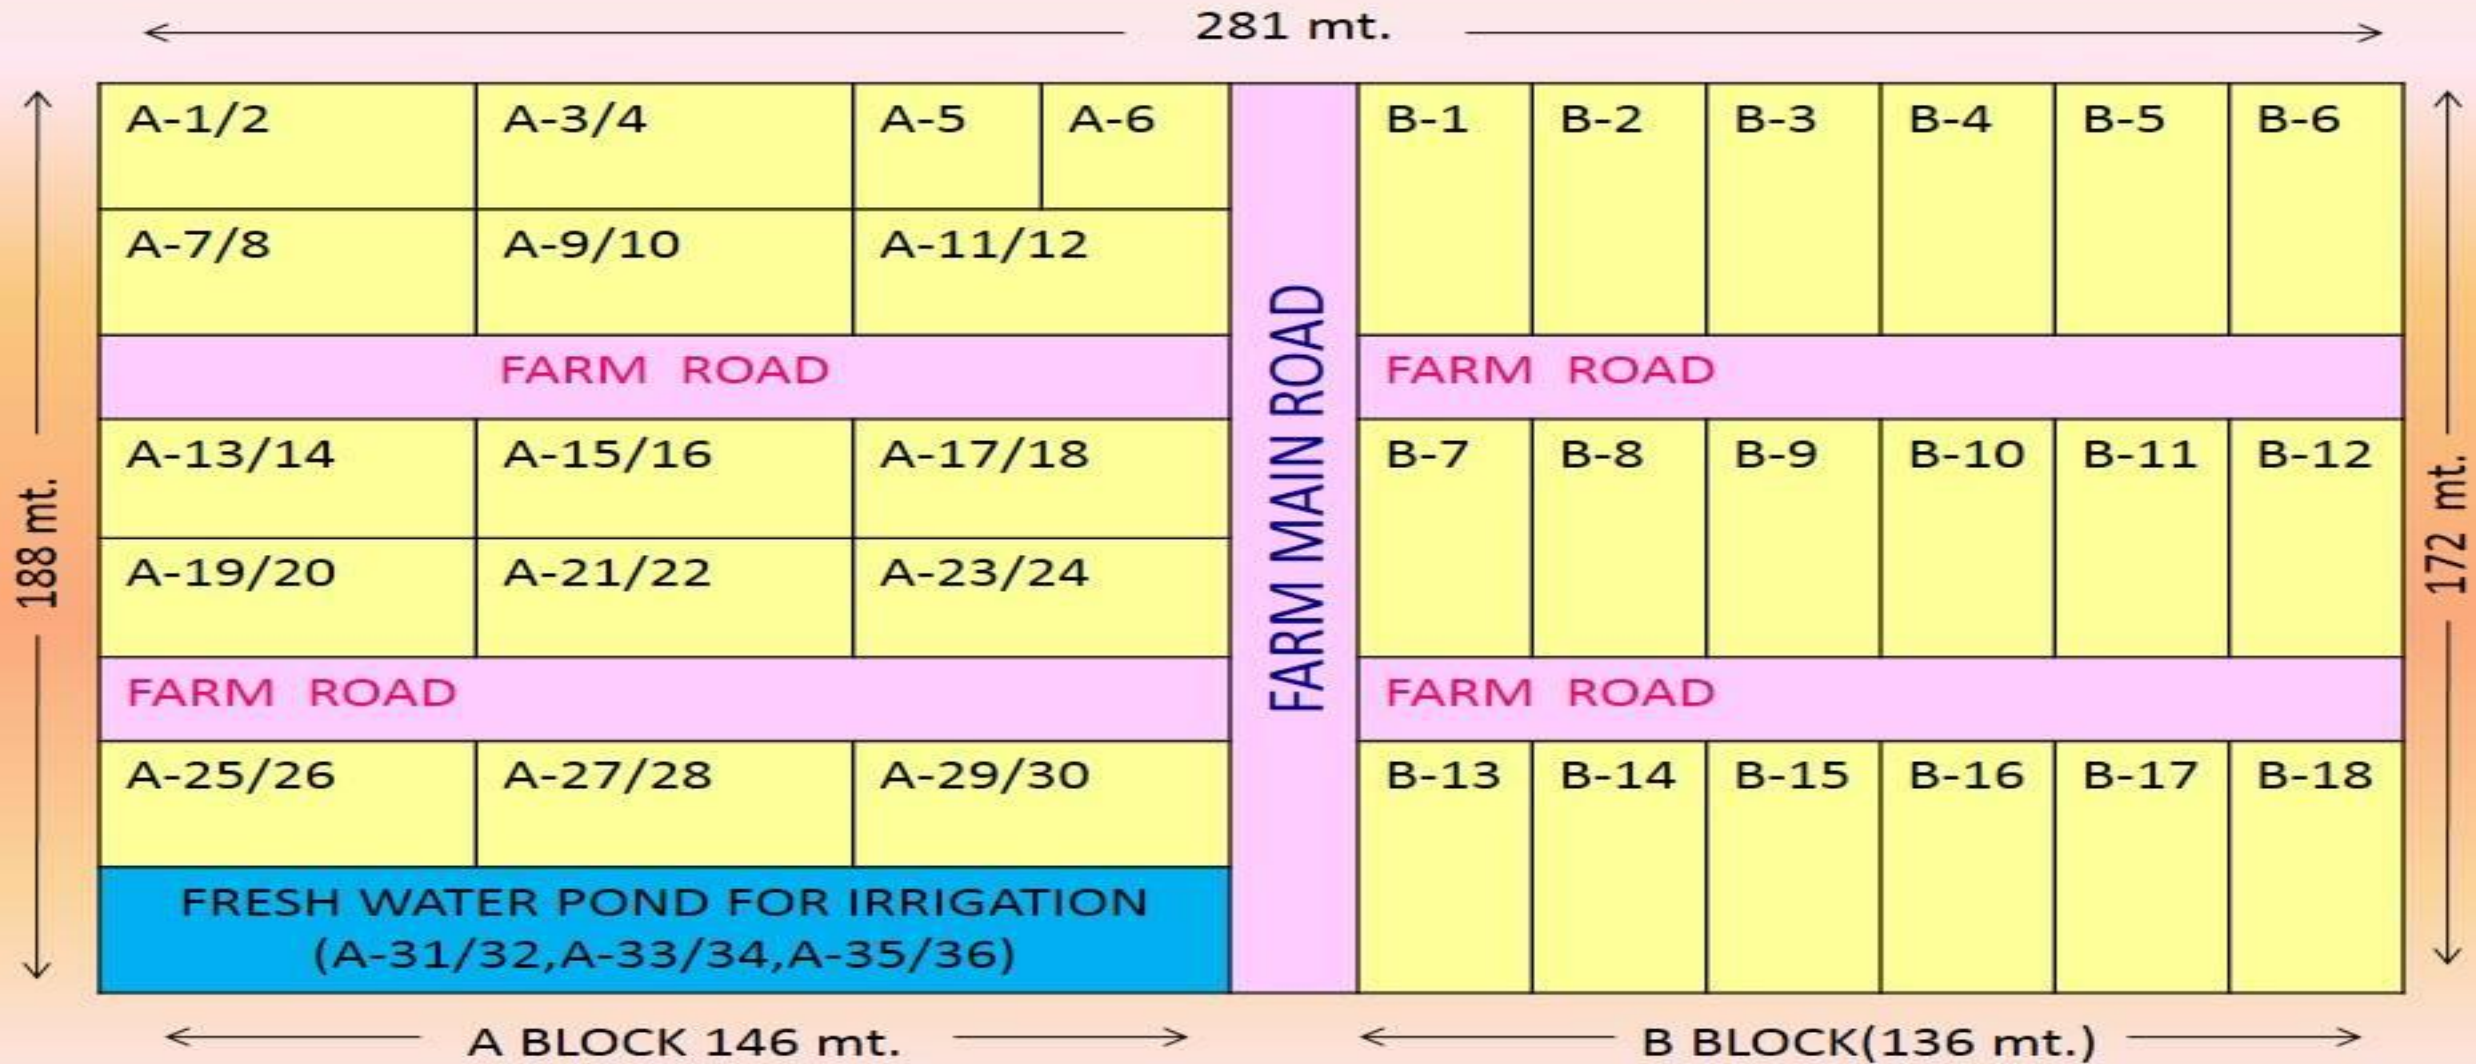 281 mt.
A-1/2 A-3/4 A-5 A-6 B-1 B-2 B-3 B-4 B-5 B-6
A-7/8 A-9/10 A-11/12
FARM ROAD FARM ROAD
A-13/14 A-15/16 A-17/18 B-7 B-8 B-9 B-10 B-11 B-12
188 mt.
FARM MAIN ROAD
172 mt.
A-19/20 A-21/22 A-23/24
FARM ROAD FARM ROAD
A-25/26 A-27/28 A-29/30 B-13 B-14 B-15 B-16 B-17 B-18
FRESH WATER POND FOR IRRIGATION
(A-31/32,A-33/34,A-35/36)
A BLOCK 146 mt. B BLOCK(136 mt.)